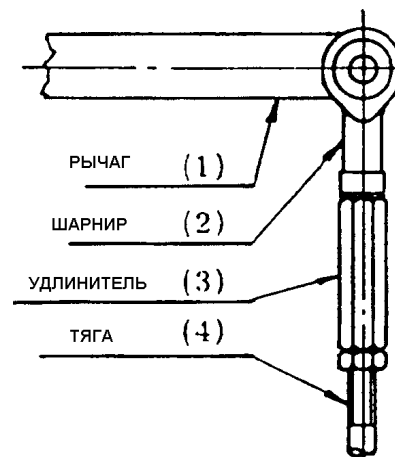 РЫЧАГ (1)
ШАРНИР (2)
УДЛИНИТЕЛЬ (3)
ТЯГА (4)